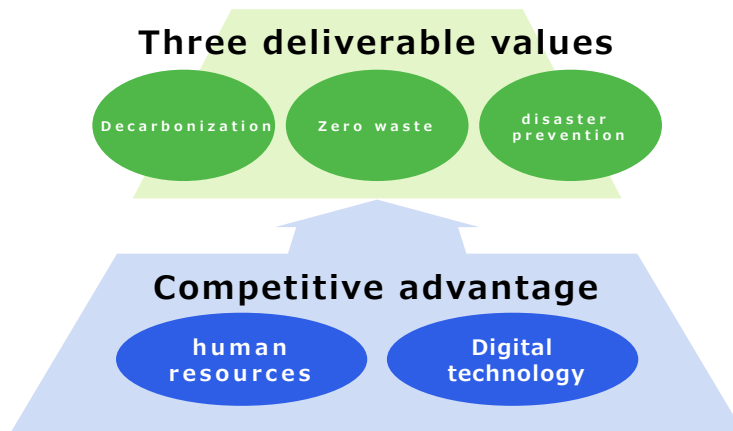 Three deliverable values
Decarbonization
Zero waste
disaster
prevention
Competitive advantage
human
resources
Digital
technology